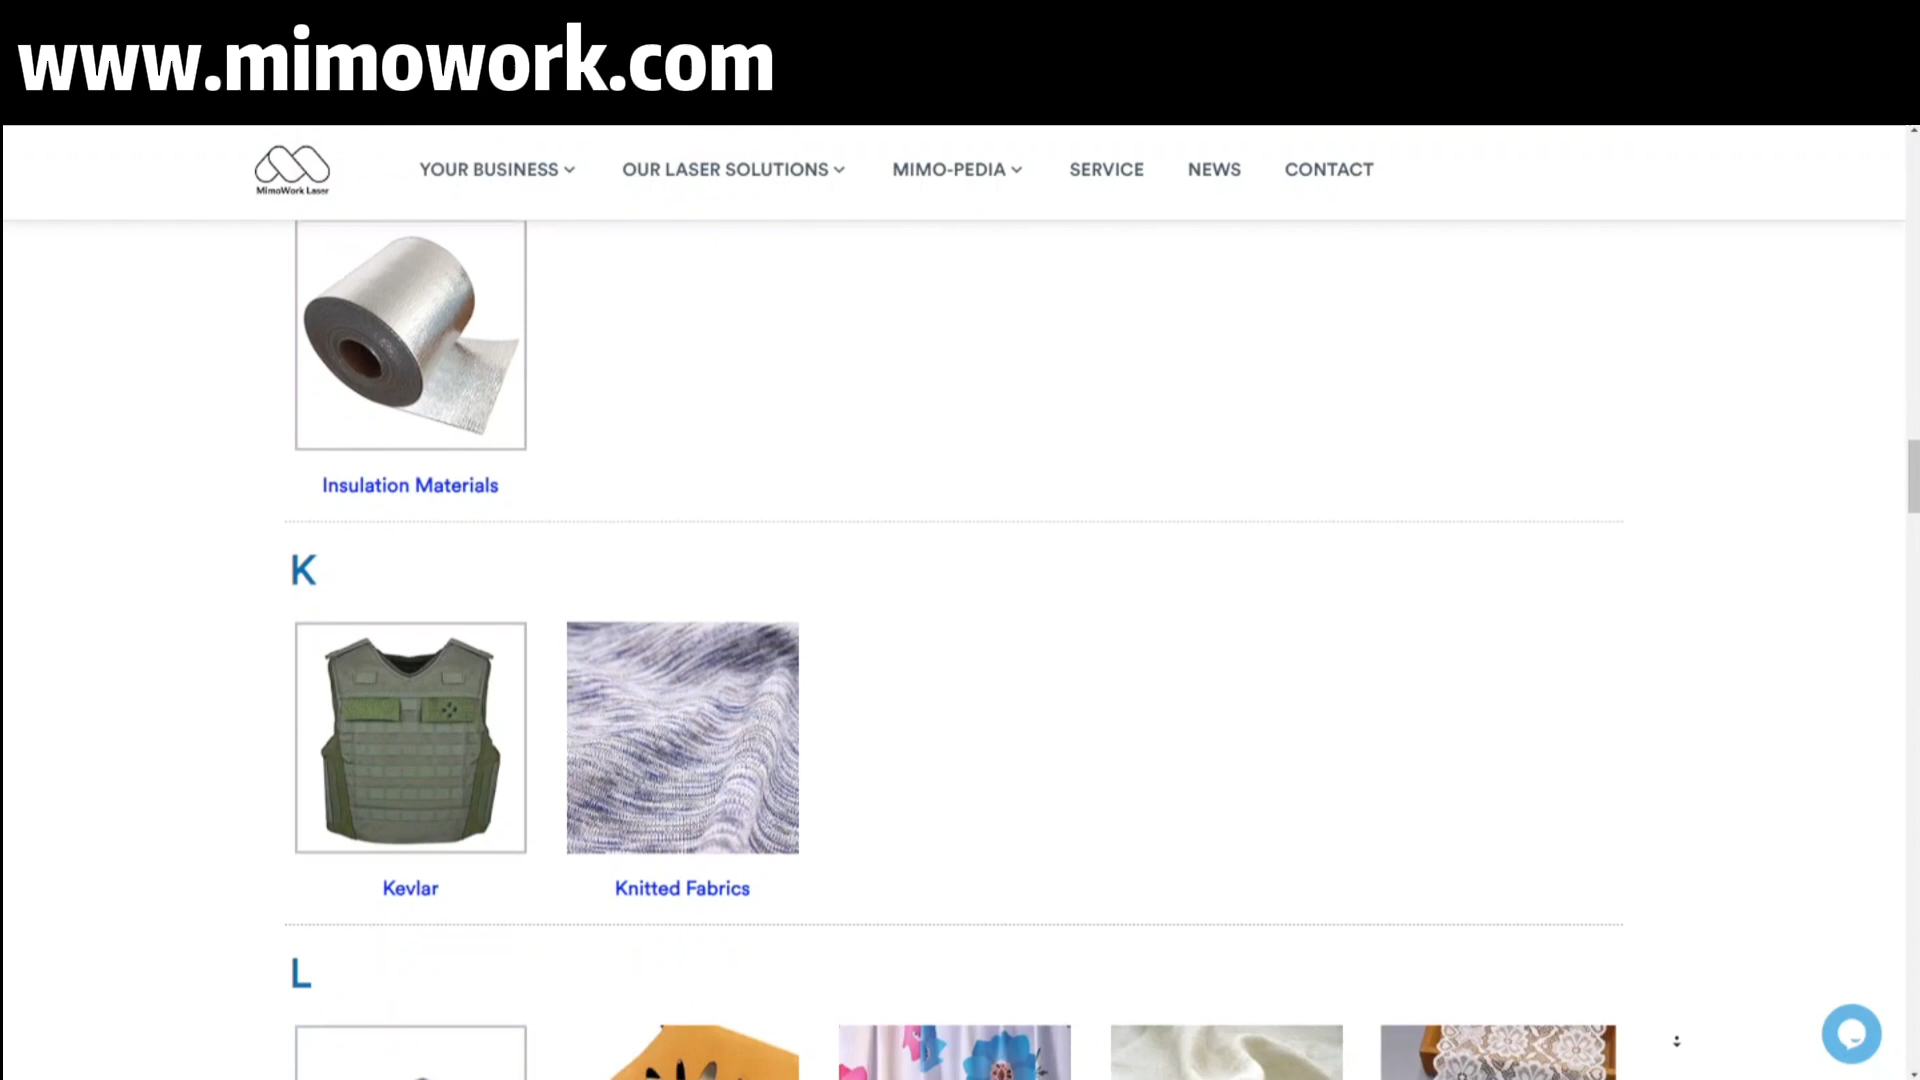 www.mimowork.com
MimoWork Laser
YOUR BUSINESS
OUR LASER SOLUTIONS
MIMO-PEDIA
SERVICE
NEWS
CONTACT
Insulation Materials
K
Kevlar
Knitted Fabrics
L